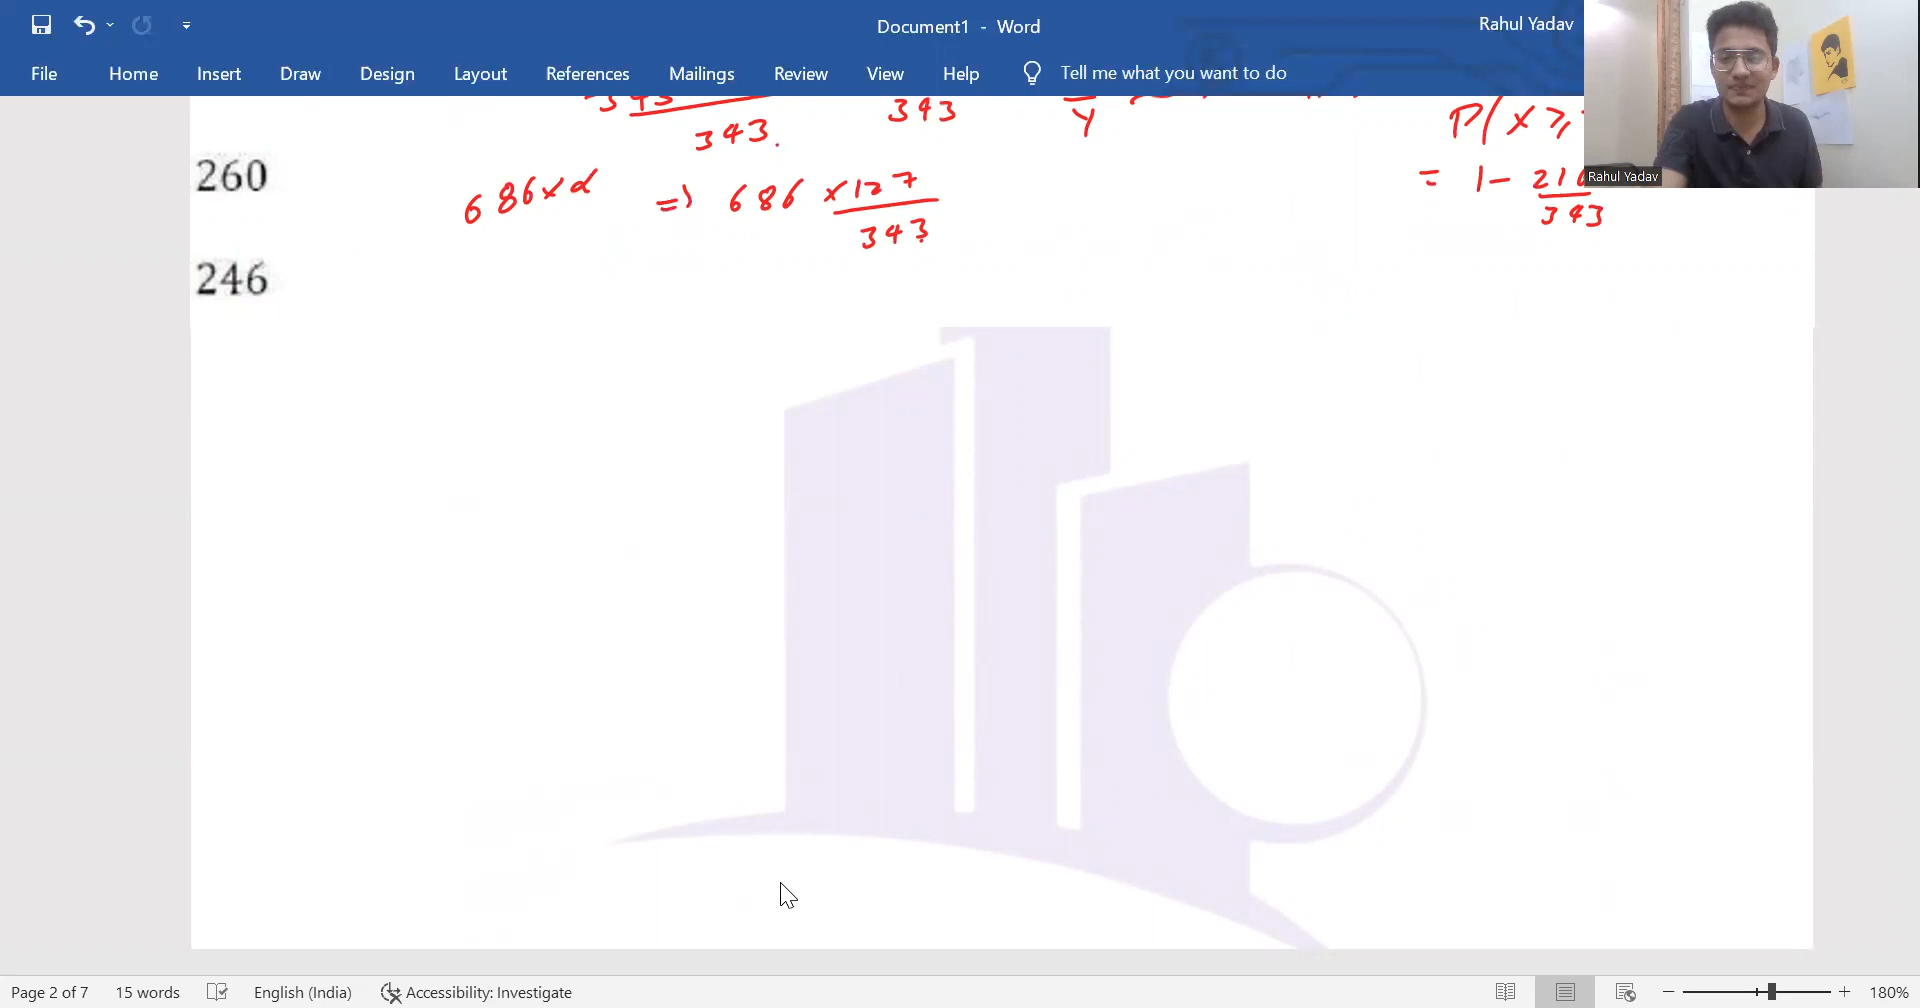 Document1 - Word
Rahul Yadav
File Home Insert Draw Design Layout References Mailings Review View Help Tell me what you want to do
343
343.
Y
P(X ≥
260
686 × α ⇒ 686 × 127
343
= 1 -
343
Rahul Yadav
246
Page 2 of 7 15 words English (India) Accessibility: Investigate 180%